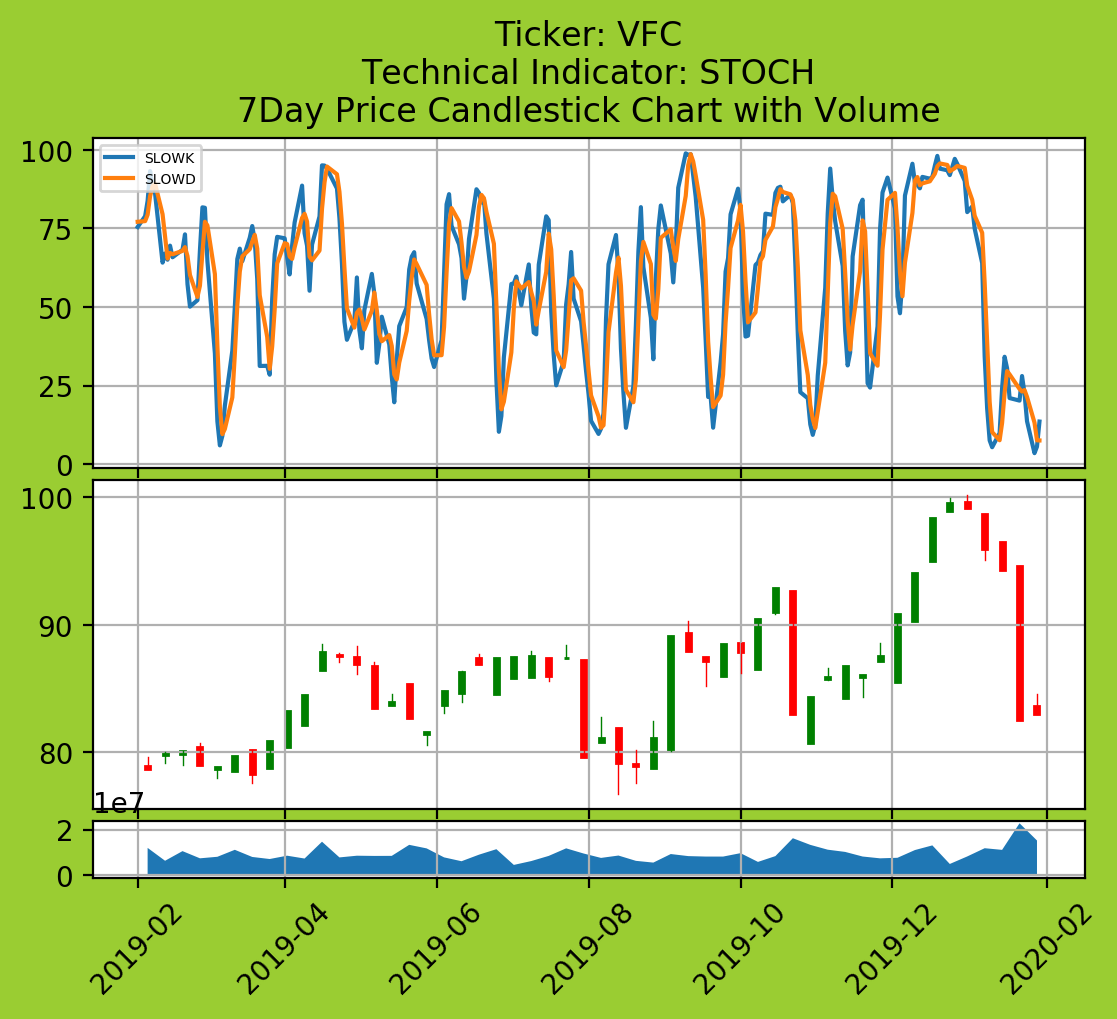 Ticker: VFC
Technical Indicator: STOCH
7Day Price Candlestick Chart with Volume
100
75
50
25
0
SLOWK
SLOWD
100
90
80
1e7
2
0
2019-02
2019-04
2019-06
2019-08
2019-10
2019-12
2020-02